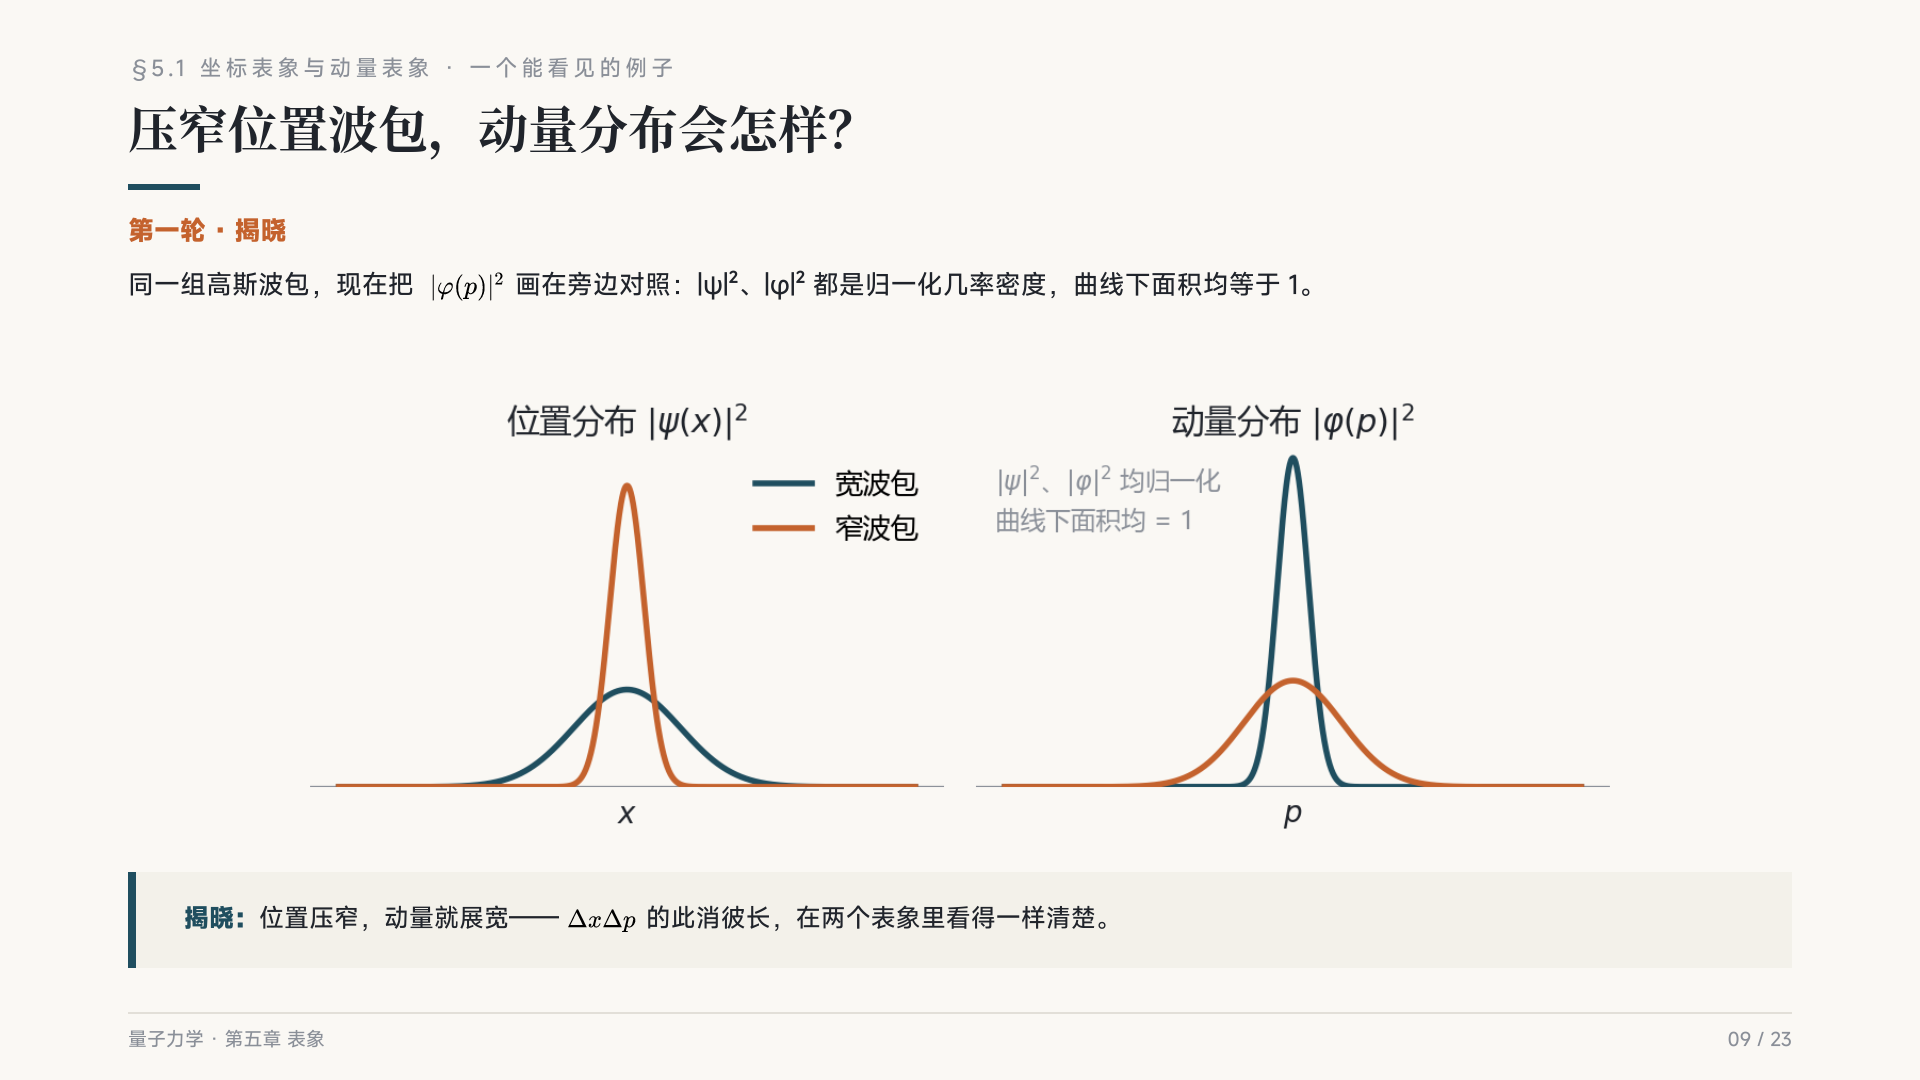 §5.1 坐标表象与动量表象 · 一个能看见的例子
压窄位置波包，动量分布会怎样？
第一轮 · 揭晓
同一组高斯波包，现在把 |φ(p)|² 画在旁边对照：|ψ|²、|φ|² 都是归一化几率密度，曲线下面积均等于 1。
位置分布 |ψ(x)|²
宽波包
窄波包
x
动量分布 |φ(p)|²
|ψ|²、|φ|² 均归一化
曲线下面积均 = 1
p
揭晓：位置压窄，动量就展宽—— ΔxΔp 的此消彼长，在两个表象里看得一样清楚。
量子力学 · 第五章 表象
09 / 23